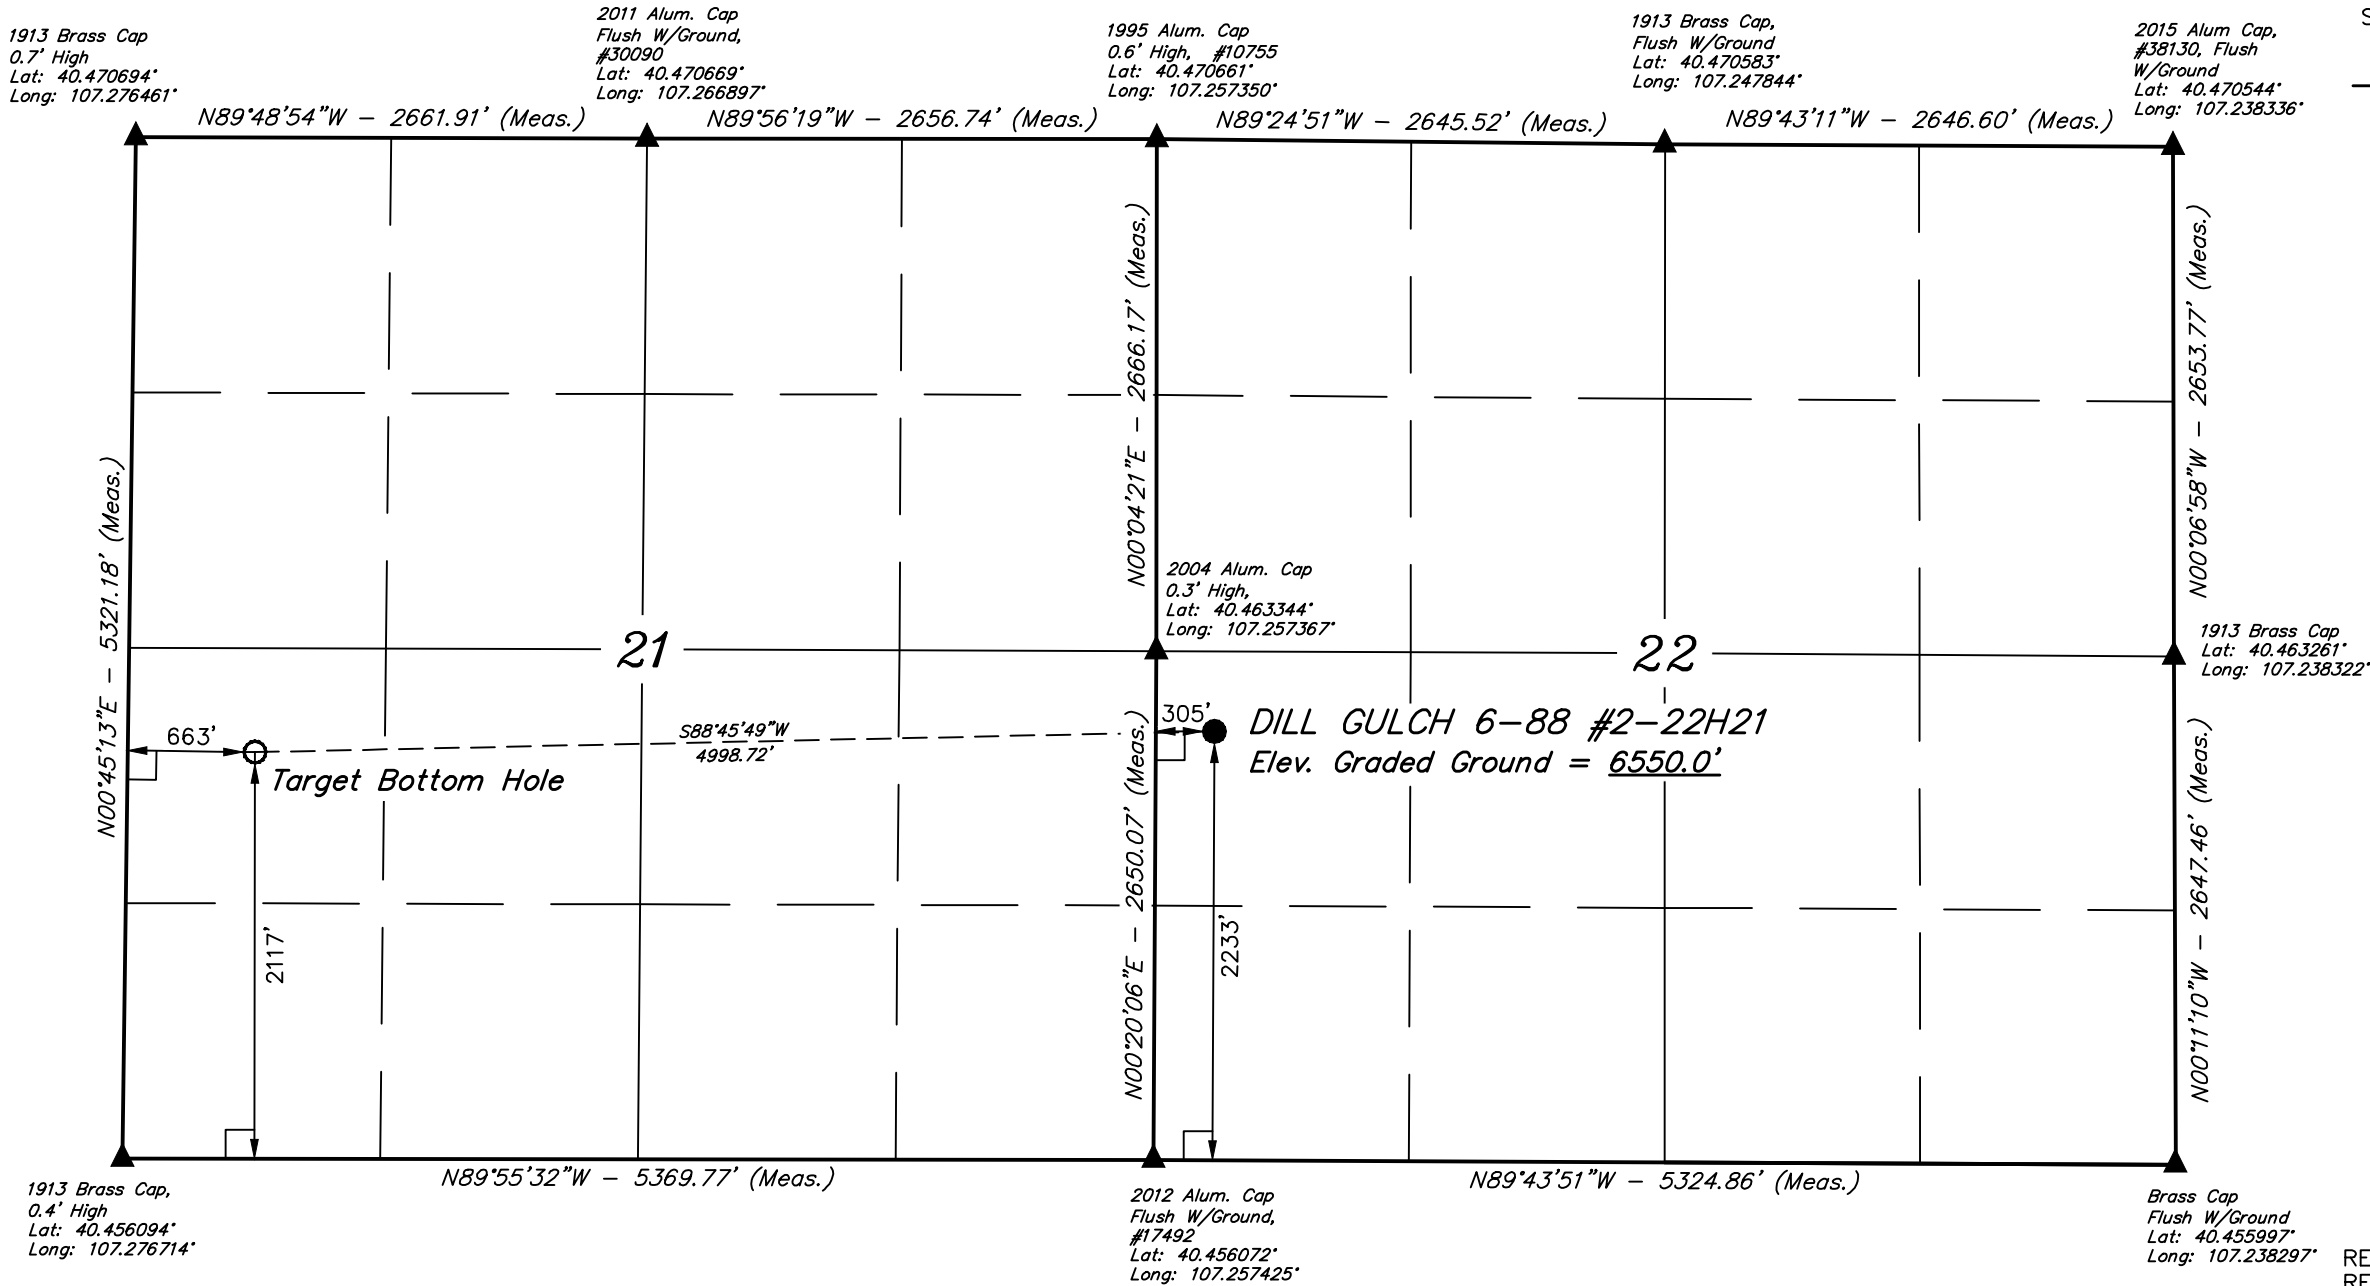 1913 Brass Cap
0.7' High
Lat: 40.470694°
Long: 107.276461°
2011 Alum. Cap
Flush W/Ground,
#30090
Lat: 40.470669°
Long: 107.266897°
1995 Alum. Cap
0.6' High, #10755
Lat: 40.470661°
Long: 107.257350°
1913 Brass Cap,
Flush W/Ground
Lat: 40.470583°
Long: 107.247844°
2015 Alum Cap,
#38130, Flush
W/Ground
Lat: 40.470544°
Long: 107.238336°
N89°48'54"W – 2661.91' (Meas.)
N89°56'19"W – 2656.74' (Meas.)
N89°24'51"W – 2645.52' (Meas.)
N89°43'11"W – 2646.60' (Meas.)
N00°45'13"E – 5321.18' (Meas.)
N00°04'21"E – 2666.17' (Meas.)
N00°06'58"W – 2653.77' (Meas.)
2004 Alum. Cap
0.3' High,
Lat: 40.463344°
Long: 107.257367°
21
22
1913 Brass Cap
Lat: 40.463261°
Long: 107.238322°
663'
S88°45'49"W
4998.72'
305'
DILL GULCH 6–88 #2–22H21
Elev. Graded Ground = 6550.0'
Target Bottom Hole
2117'
N00°20'06"E – 2650.07' (Meas.)
2233'
N00°11'10"W – 2647.46' (Meas.)
N89°55'32"W – 5369.77' (Meas.)
N89°43'51"W – 5324.86' (Meas.)
1913 Brass Cap,
0.4' High
Lat: 40.456094°
Long: 107.276714°
2012 Alum. Cap
Flush W/Ground,
#17492
Lat: 40.456072°
Long: 107.257425°
Brass Cap
Flush W/Ground
Lat: 40.455997°
Long: 107.238297°
RE